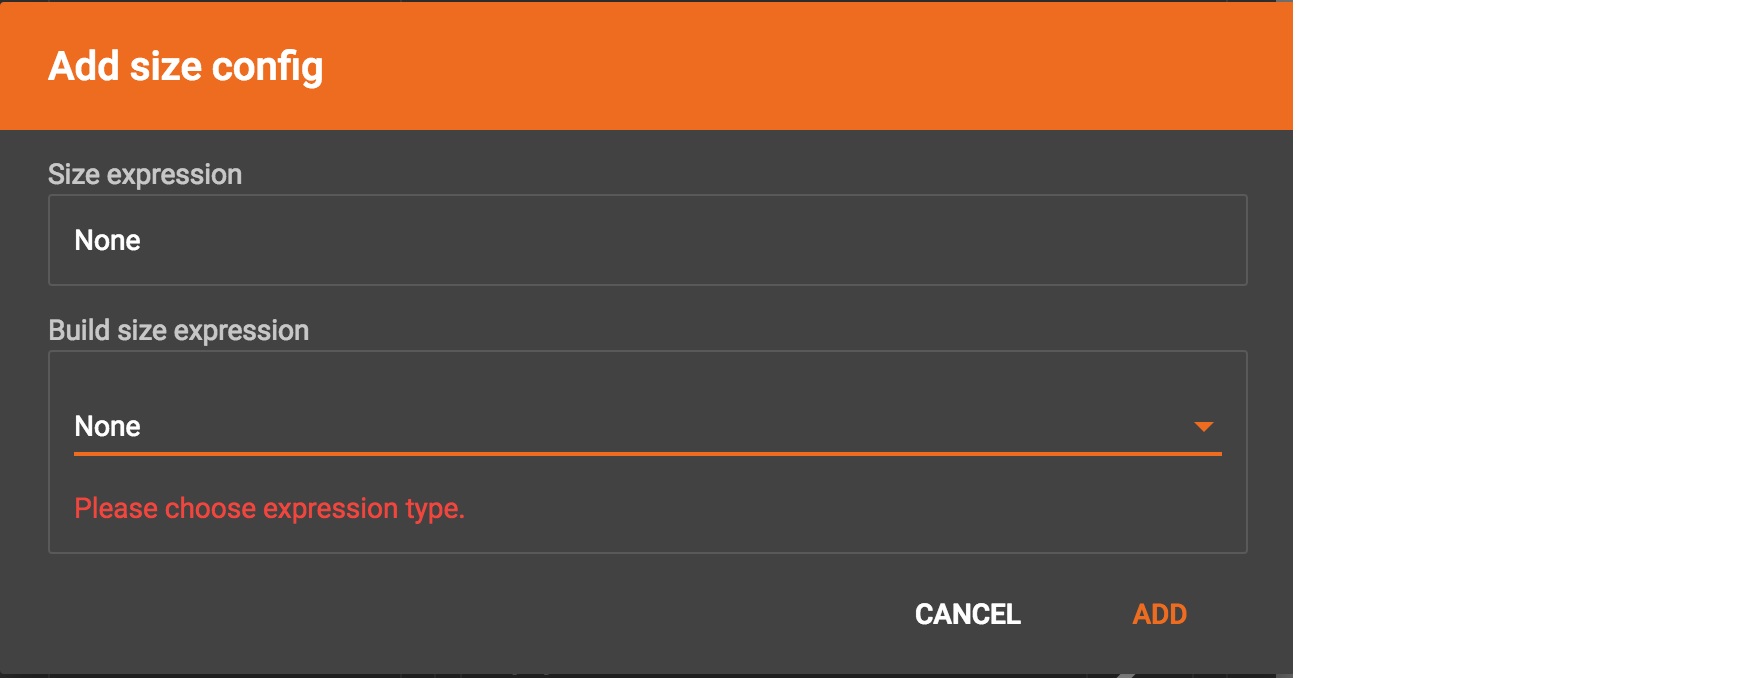 Add size config
Size expression
None
Build size expression
None
Please choose expression type.
CANCEL ADD